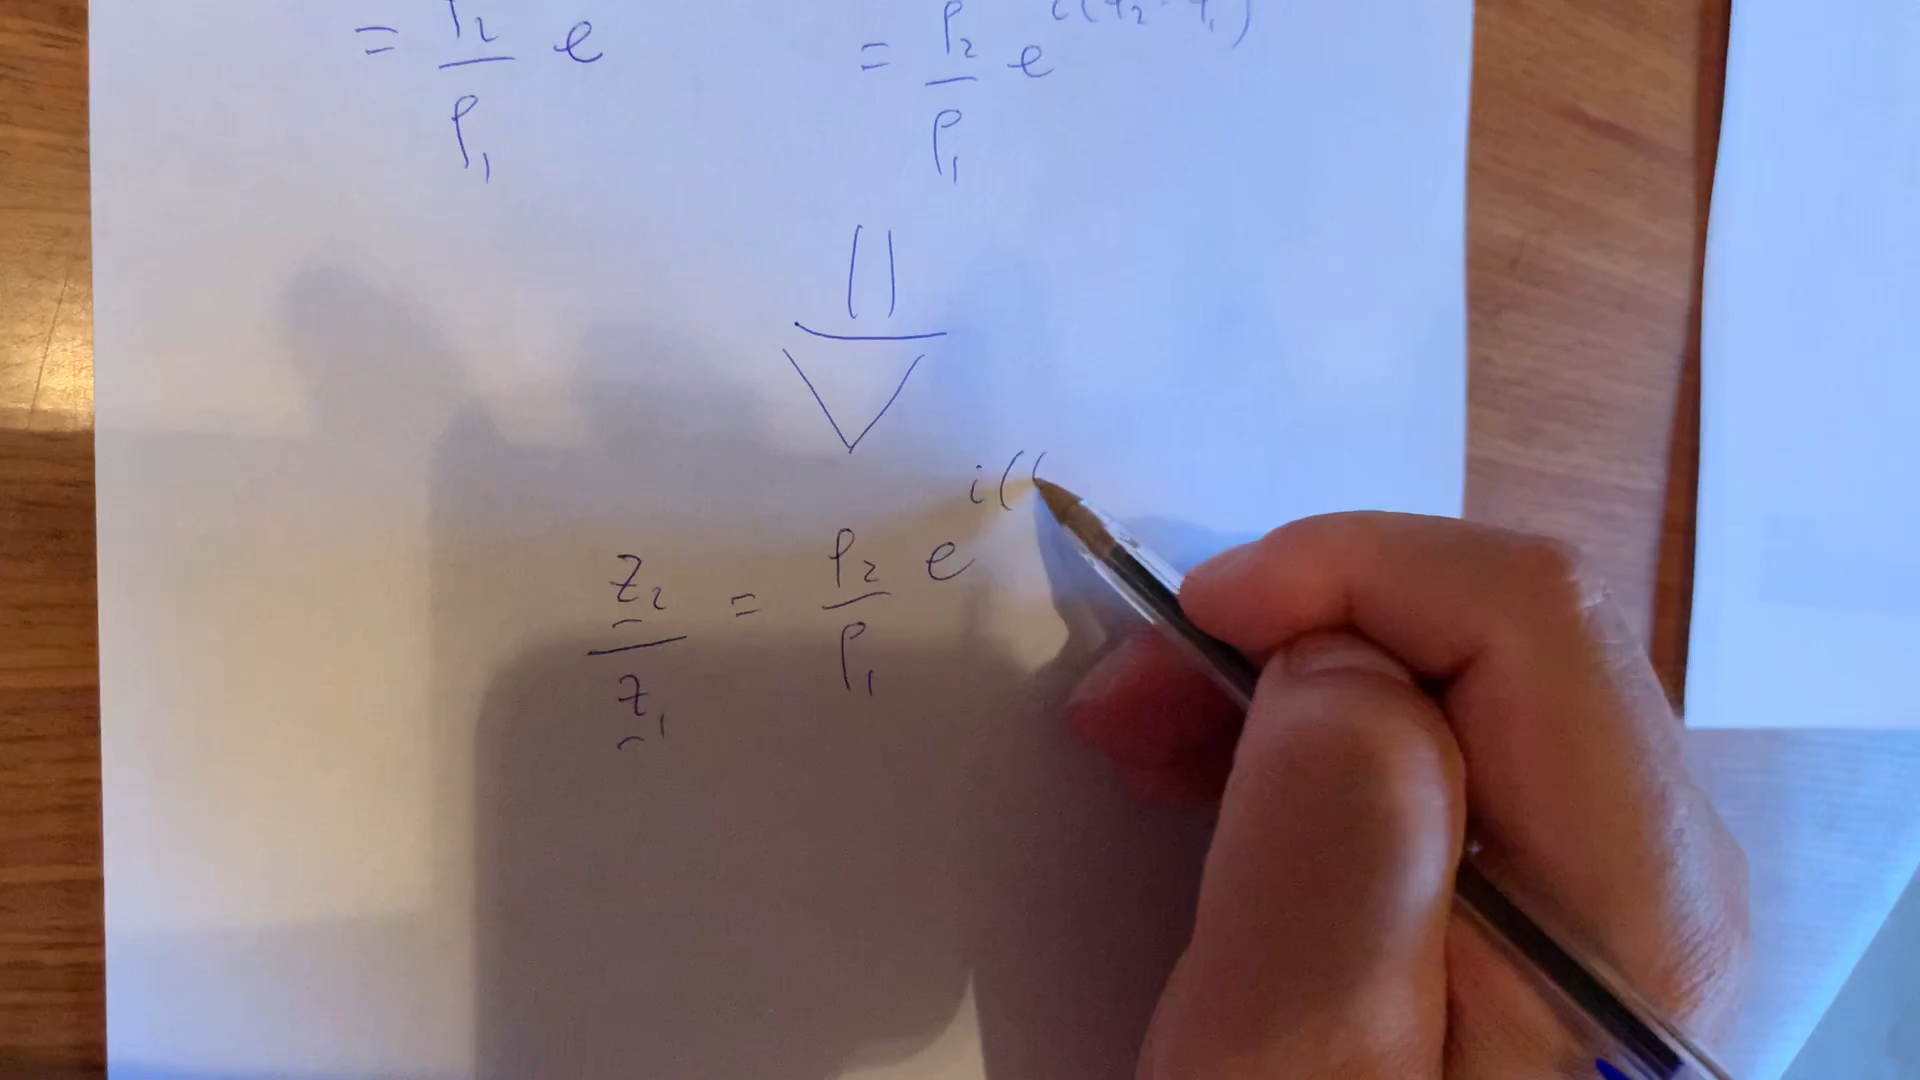 = ρ₂/ρ₁ e = ρ₂/ρ₁ e^i(φ₂-φ₁)
z₂/z₁ = ρ₂/ρ₁ e^i(